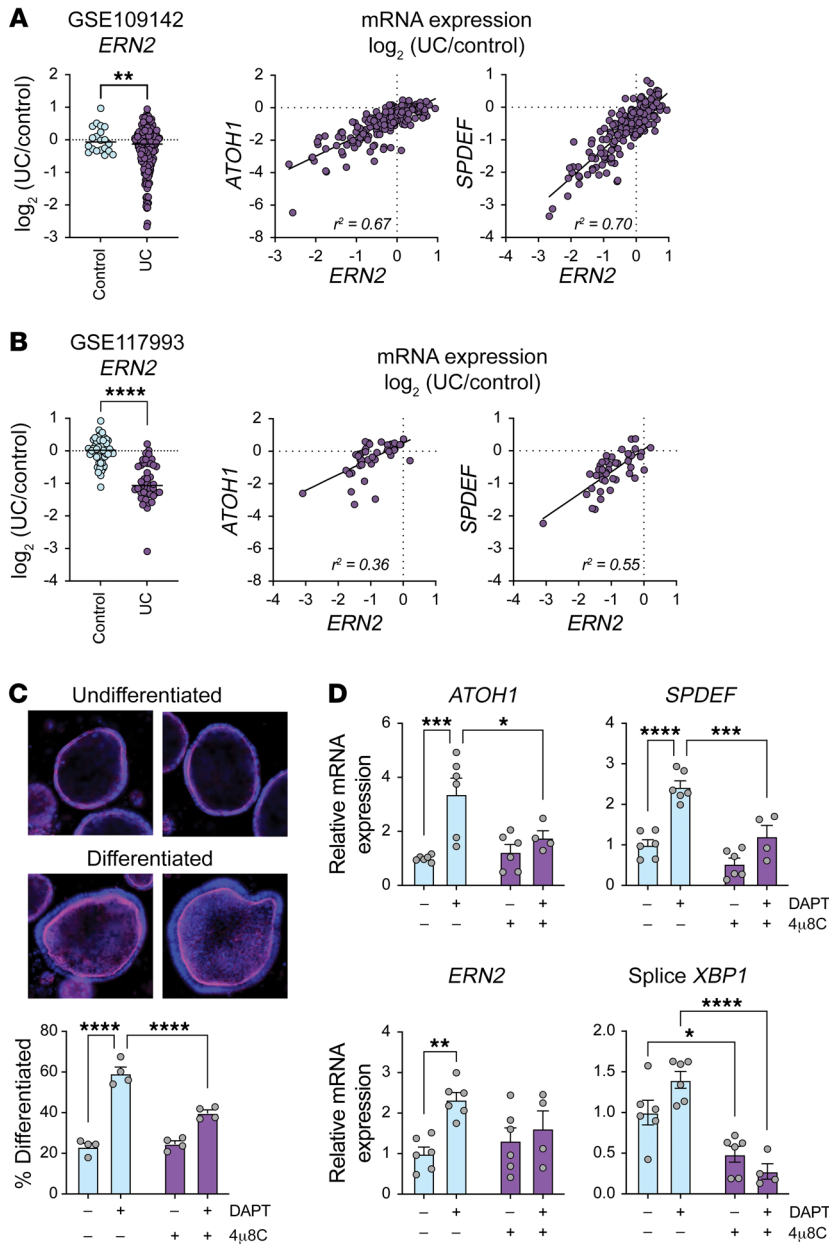 A
GSE109142
ERN2
mRNA expression
log2 (UC/control)
**
log2 (UC/control)
2
1
0
-1
-2
-3
Control
UC
ATOH1
2
0
-2
-4
-6
-8
r2 = 0.67
-3 -2 -1 0 1
ERN2
SPDEF
1
0
-1
-2
-3
-4
r2 = 0.70
-3 -2 -1 0 1
ERN2
B
GSE117993
ERN2
mRNA expression
log2 (UC/control)
****
log2 (UC/control)
1
0
-1
-2
-3
-4
Control
UC
ATOH1
2
0
-2
-4
-6
-8
r2 = 0.36
-4 -3 -2 -1 0 1
ERN2
SPDEF
1
0
-1
-2
-3
-4
r2 = 0.55
-4 -3 -2 -1 0 1
ERN2
C
Undifferentiated
Differentiated
**** ****
% Differentiated
80
60
40
20
0
– + – + DAPT
– – + + 4µ8C
D
ATOH1
*** *
Relative mRNA
expression
6
4
2
0
– + – +
– – + +
SPDEF
**** ***
4
3
2
1
0
– + – + DAPT
– – + + 4µ8C
ERN2
**
Relative mRNA
expression
4
3
2
1
0
– + – +
– – + +
Splice XBP1
****
*
2.0
1.5
1.0
0.5
0.0
– + – + DAPT
– – + + 4µ8C